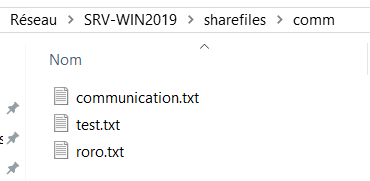 Réseau > SRV-WIN2019 > sharefiles > comm
Nom
communication.txt
test.txt
roro.txt